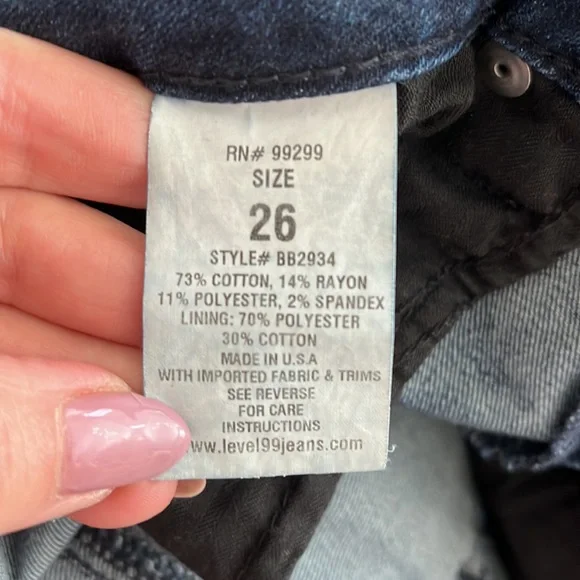 RN# 99299
SIZE
26
STYLE# BB2934
73% COTTON, 14% RAYON
11% POLYESTER, 2% SPANDEX
LINING: 70% POLYESTER
30% COTTON
MADE IN U.S.A
WITH IMPORTED FABRIC & TRIMS
SEE REVERSE
FOR CARE
INSTRUCTIONS
www.level99jeans.com